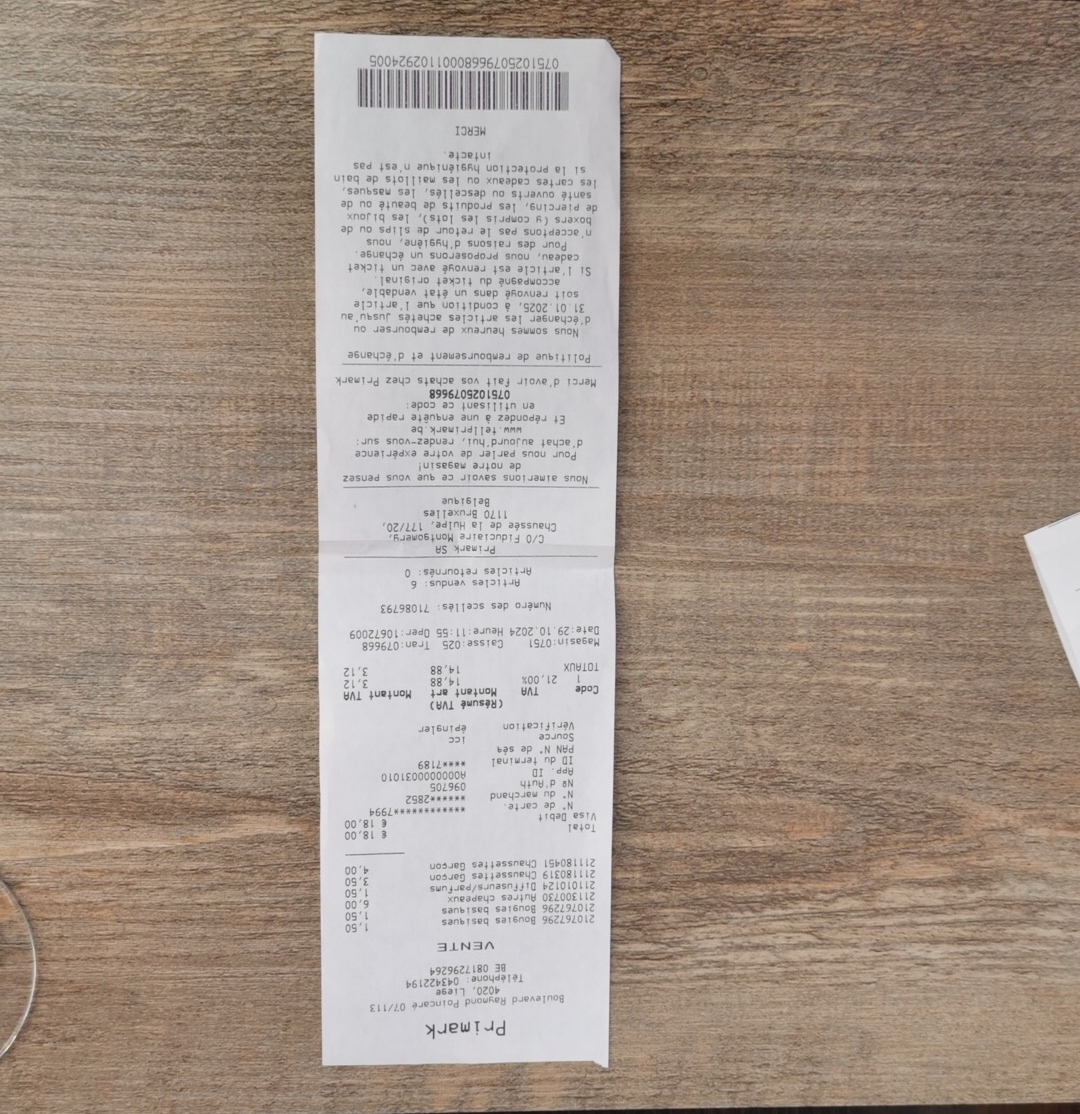 Primark
Boulevard Raymond Poincaré 07/113
4020, Liege
Téléphone: 043422194
BE 0817296264
VENTE
210767296 Bougies basiques 1,50
210767296 Bougies basiques 1,50
211300730 Autres chapeaux 6,00
211010124 Diffuseurs/parfums 1,50
211180319 Chaussettes Garçon 3,50
211180451 Chaussettes Garçon 4,00
Total € 18,00
Visa Debit € 18,00
N° de carte: ************7994
N° du marchand ******2852
Nº d'Auth 096705
App. ID A0000000031010
ID du terminal ****7189
PAN N° de séq
Source icc
Vérification épingler
(Résumé TVA)
Code TVA Montant art Montant TVA
1 21,00% 14,88 3,12
TOTAUX 14,88 3,12
Magasin:0751 Caisse:025 Tran:079668
Date:29.10.2024 Heure:11:55 Oper:10672009
Numéro des scellés: 71086793
Articles vendus: 6
Articles retournés: 0
Primark SA
C/O Fiduciaire Montgomery,
Chaussée de la Hulpe, 177/20,
1170 Bruxelles
Belgique
Nous aimerions savoir ce que vous pensez
de notre magasin!
Pour nous parler de votre expérience
d'achat aujourd'hui, rendez-vous sur:
www.tellprimark.be
Et répondez à une enquête rapide
en utilisant ce code:
0751025079668
Merci d'avoir fait vos achats chez Primark
Politique de remboursement et d'échange
Nous sommes heureux de rembourser ou
d'échanger les articles achetés jusqu'au
31.01.2025, à condition que l'article
soit renvoyé dans un état vendable,
accompagné du ticket original.
Si l'article est renvoyé avec un ticket
cadeau, nous proposerons un échange.
Pour des raisons d'hygiène, nous
n'acceptons pas le retour de slips ou de
boxers (y compris les lots), les bijoux
de piercing, les produits de beauté ou de
santé ouverts ou descellés, les masques,
les cartes cadeaux ou les maillots de bain
si la protection hygiénique n'est pas
intacte.
MERCI
07510250796680001102924005